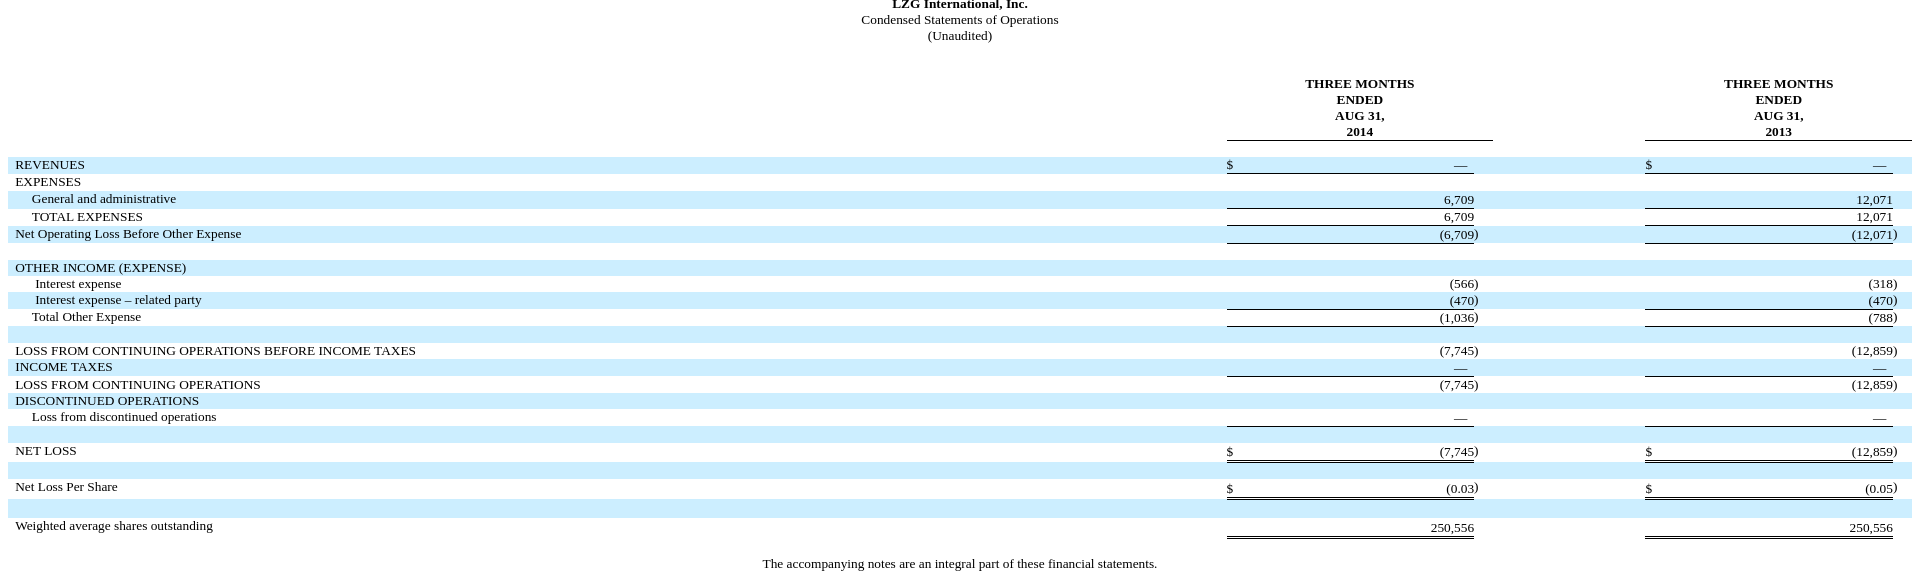 LZG International, Inc.
Condensed Statements of Operations
(Unaudited)
THREE MONTHS THREE MONTHS
ENDED ENDED
AUG 31, AUG 31,
2014 2013
REVENUES $ — $ —
EXPENSES
General and administrative 6,709 12,071
TOTAL EXPENSES 6,709 12,071
Net Operating Loss Before Other Expense (6,709) (12,071)
OTHER INCOME (EXPENSE)
Interest expense (566) (318)
Interest expense – related party (470) (470)
Total Other Expense (1,036) (788)
LOSS FROM CONTINUING OPERATIONS BEFORE INCOME TAXES (7,745) (12,859)
INCOME TAXES — —
LOSS FROM CONTINUING OPERATIONS (7,745) (12,859)
DISCONTINUED OPERATIONS
Loss from discontinued operations — —
NET LOSS $ (7,745) $ (12,859)
Net Loss Per Share $ (0.03) $ (0.05)
Weighted average shares outstanding 250,556 250,556
The accompanying notes are an integral part of these financial statements.